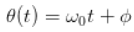 θ(t) = ω₀t + ϕ